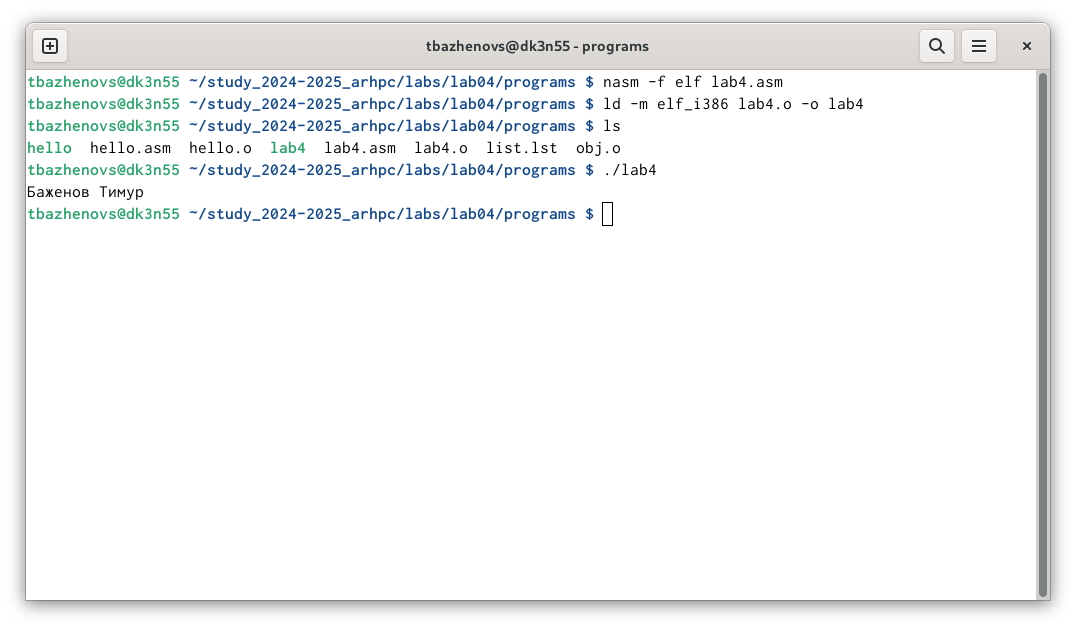 tbazhenovs@dk3n55 - programs
tbazhenovs@dk3n55 ~/study_2024-2025_arhpc/labs/lab04/programs $ nasm -f elf lab4.asm
tbazhenovs@dk3n55 ~/study_2024-2025_arhpc/labs/lab04/programs $ ld -m elf_i386 lab4.o -o lab4
tbazhenovs@dk3n55 ~/study_2024-2025_arhpc/labs/lab04/programs $ ls
hello  hello.asm  hello.o  lab4  lab4.asm  lab4.o  list.lst  obj.o
tbazhenovs@dk3n55 ~/study_2024-2025_arhpc/labs/lab04/programs $ ./lab4
Баженов Тимур
tbazhenovs@dk3n55 ~/study_2024-2025_arhpc/labs/lab04/programs $